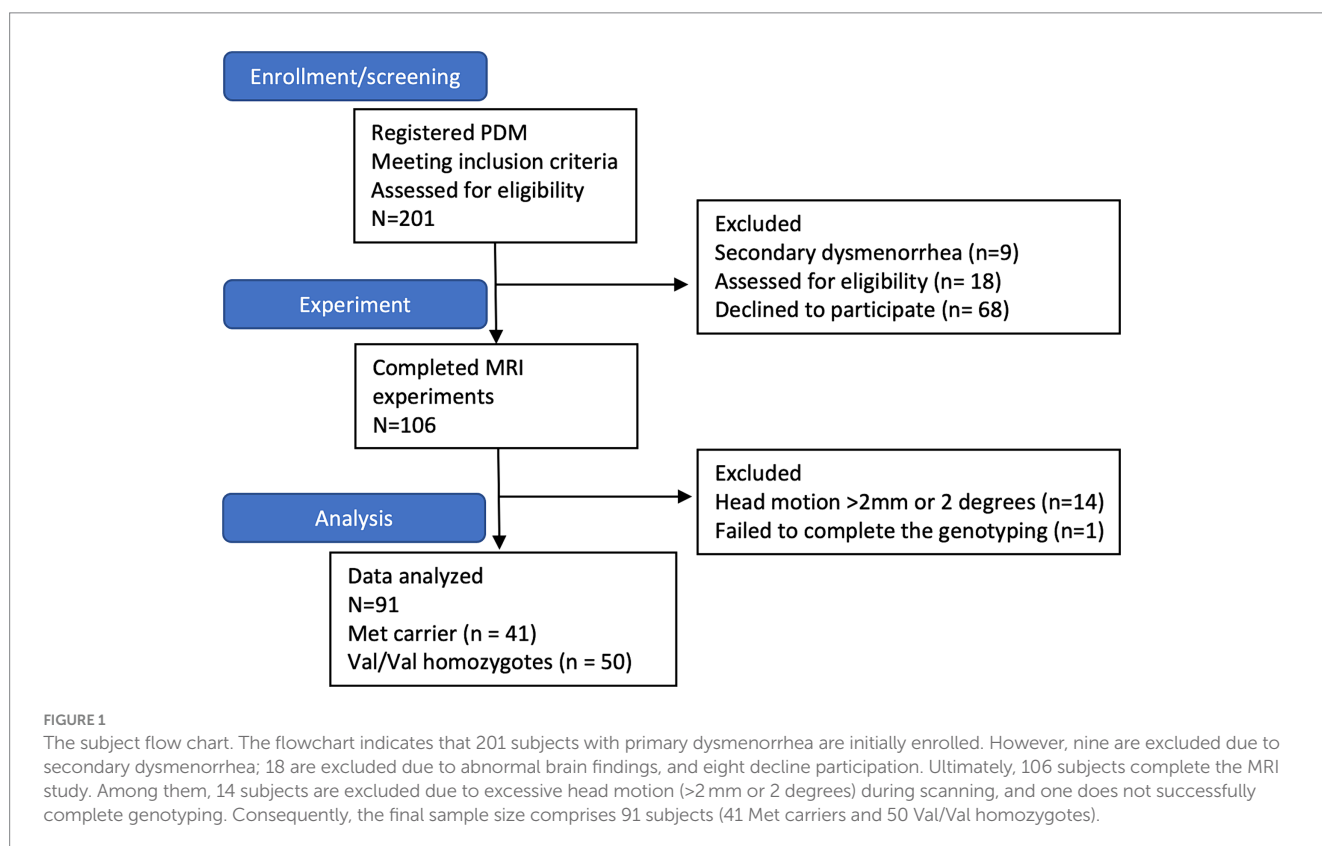 Enrollment/screening
Registered PDM
Meeting inclusion criteria
Assessed for eligibility
N=201
Excluded
Secondary dysmenorrhea (n=9)
Assessed for eligibility (n= 18)
Declined to participate (n= 68)
Experiment
Completed MRI
experiments
N=106
Excluded
Head motion >2mm or 2 degrees (n=14)
Failed to complete the genotyping (n=1)
Analysis
Data analyzed
N=91
Met carrier (n = 41)
Val/Val homozygotes (n = 50)
FIGURE 1
The subject flow chart. The flowchart indicates that 201 subjects with primary dysmenorrhea are initially enrolled. However, nine are excluded due to
secondary dysmenorrhea; 18 are excluded due to abnormal brain findings, and eight decline participation. Ultimately, 106 subjects complete the MRI
study. Among them, 14 subjects are excluded due to excessive head motion (>2 mm or 2 degrees) during scanning, and one does not successfully
complete genotyping. Consequently, the final sample size comprises 91 subjects (41 Met carriers and 50 Val/Val homozygotes).